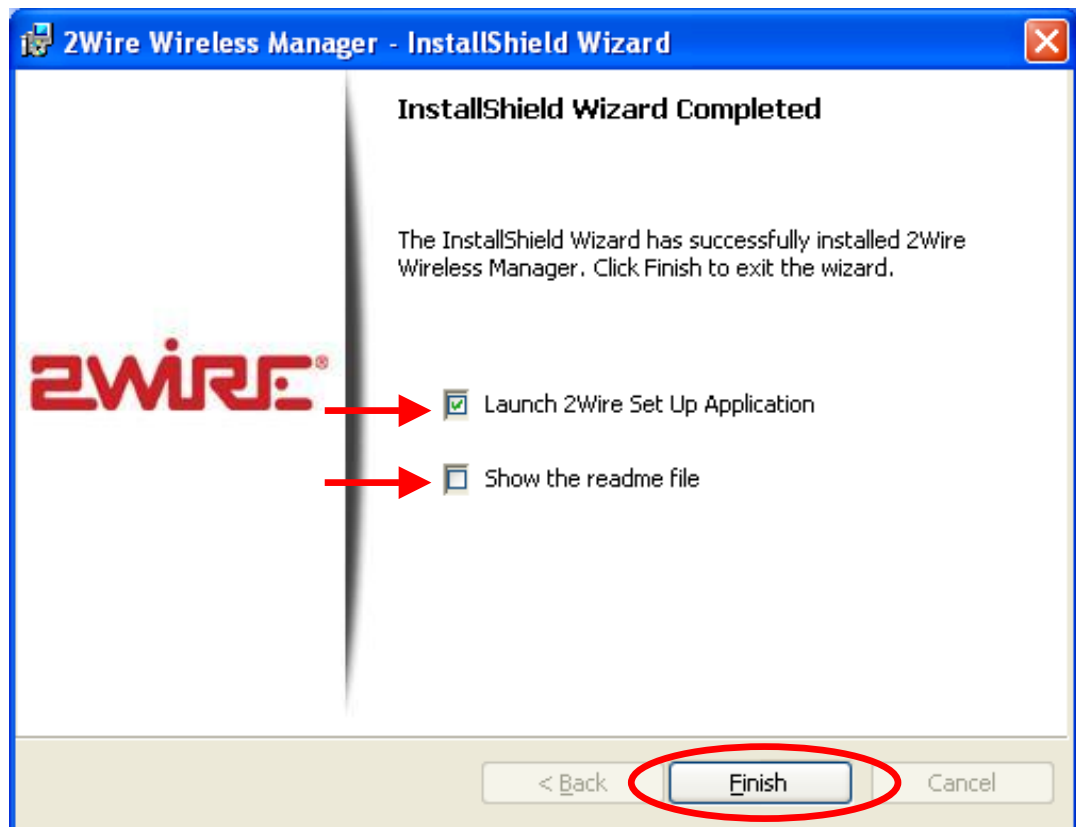 2Wire Wireless Manager - InstallShield Wizard
InstallShield Wizard Completed
The InstallShield Wizard has successfully installed 2Wire
Wireless Manager. Click Finish to exit the wizard.
2WIRE®
Launch 2Wire Set Up Application
Show the readme file
< Back Finish Cancel